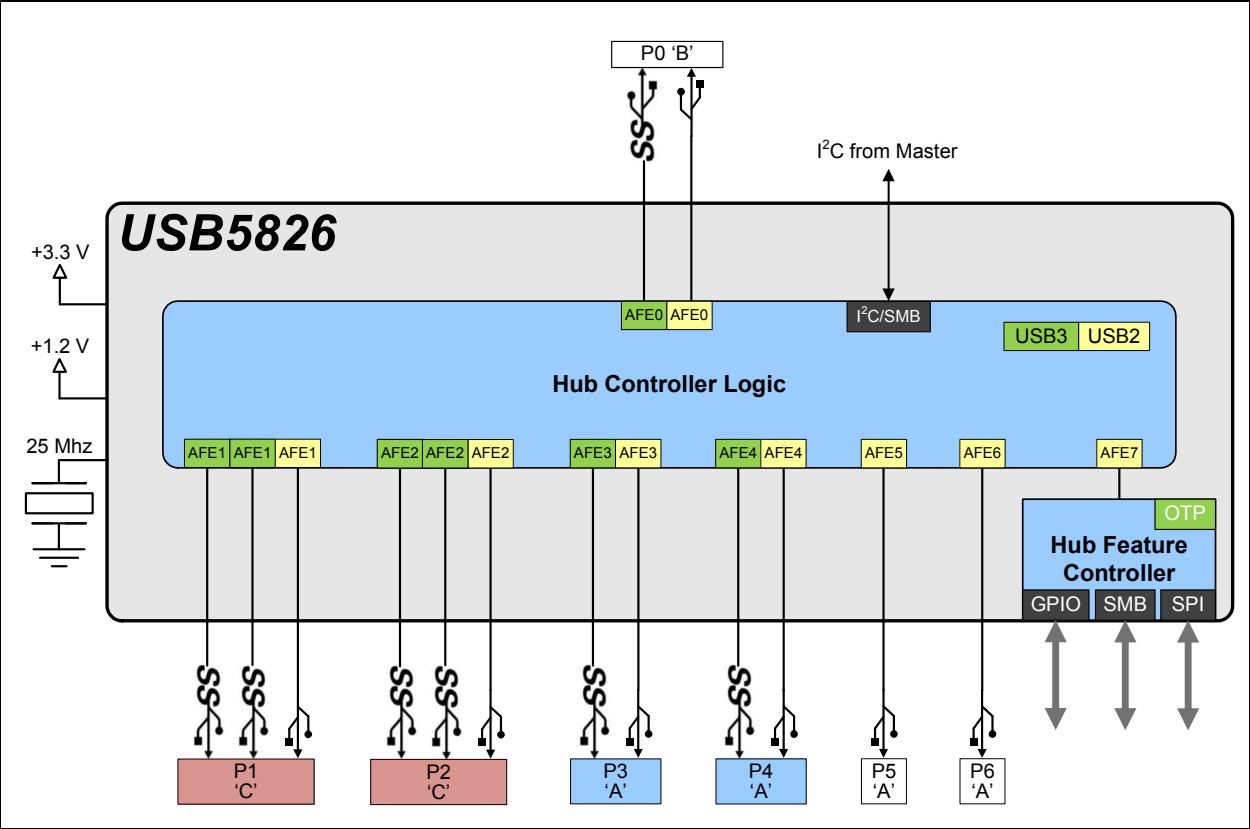 P0 ‘B’
SS
I²C from Master
USB5826
+3.3 V
+1.2 V
25 Mhz
AFE0 AFE0
I²C/SMB
USB3 USB2
Hub Controller Logic
AFE1 AFE1 AFE1 AFE2 AFE2 AFE2 AFE3 AFE3 AFE4 AFE4 AFE5 AFE6 AFE7
OTP
Hub Feature
Controller
GPIO SMB SPI
SS SS SS SS SS SS
P1
‘C’
P2
‘C’
P3
‘A’
P4
‘A’
P5
‘A’
P6
‘A’